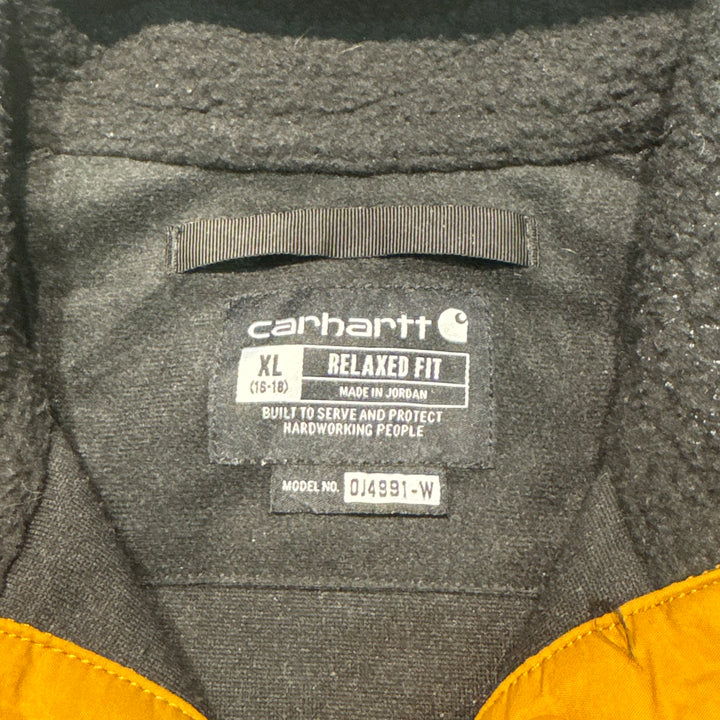 carhartt
XL
(16-18)
RELAXED FIT
MADE IN JORDAN
BUILT TO SERVE AND PROTECT
HARDWORKING PEOPLE
MODEL NO. OJ4991-W